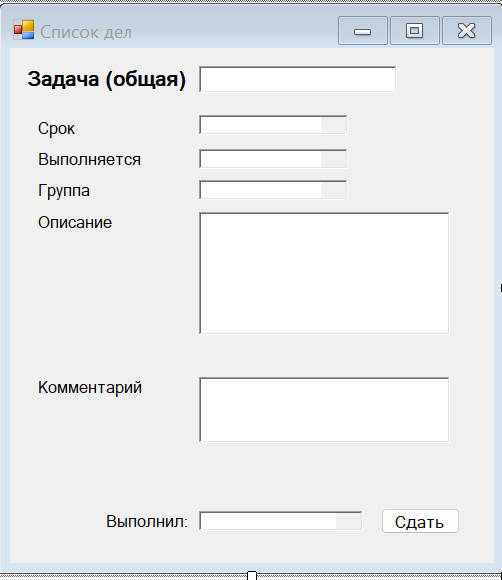 Список дел
Задача (общая)
Срок
Выполняется
Группа
Описание
Комментарий
Выполнил:
Сдать